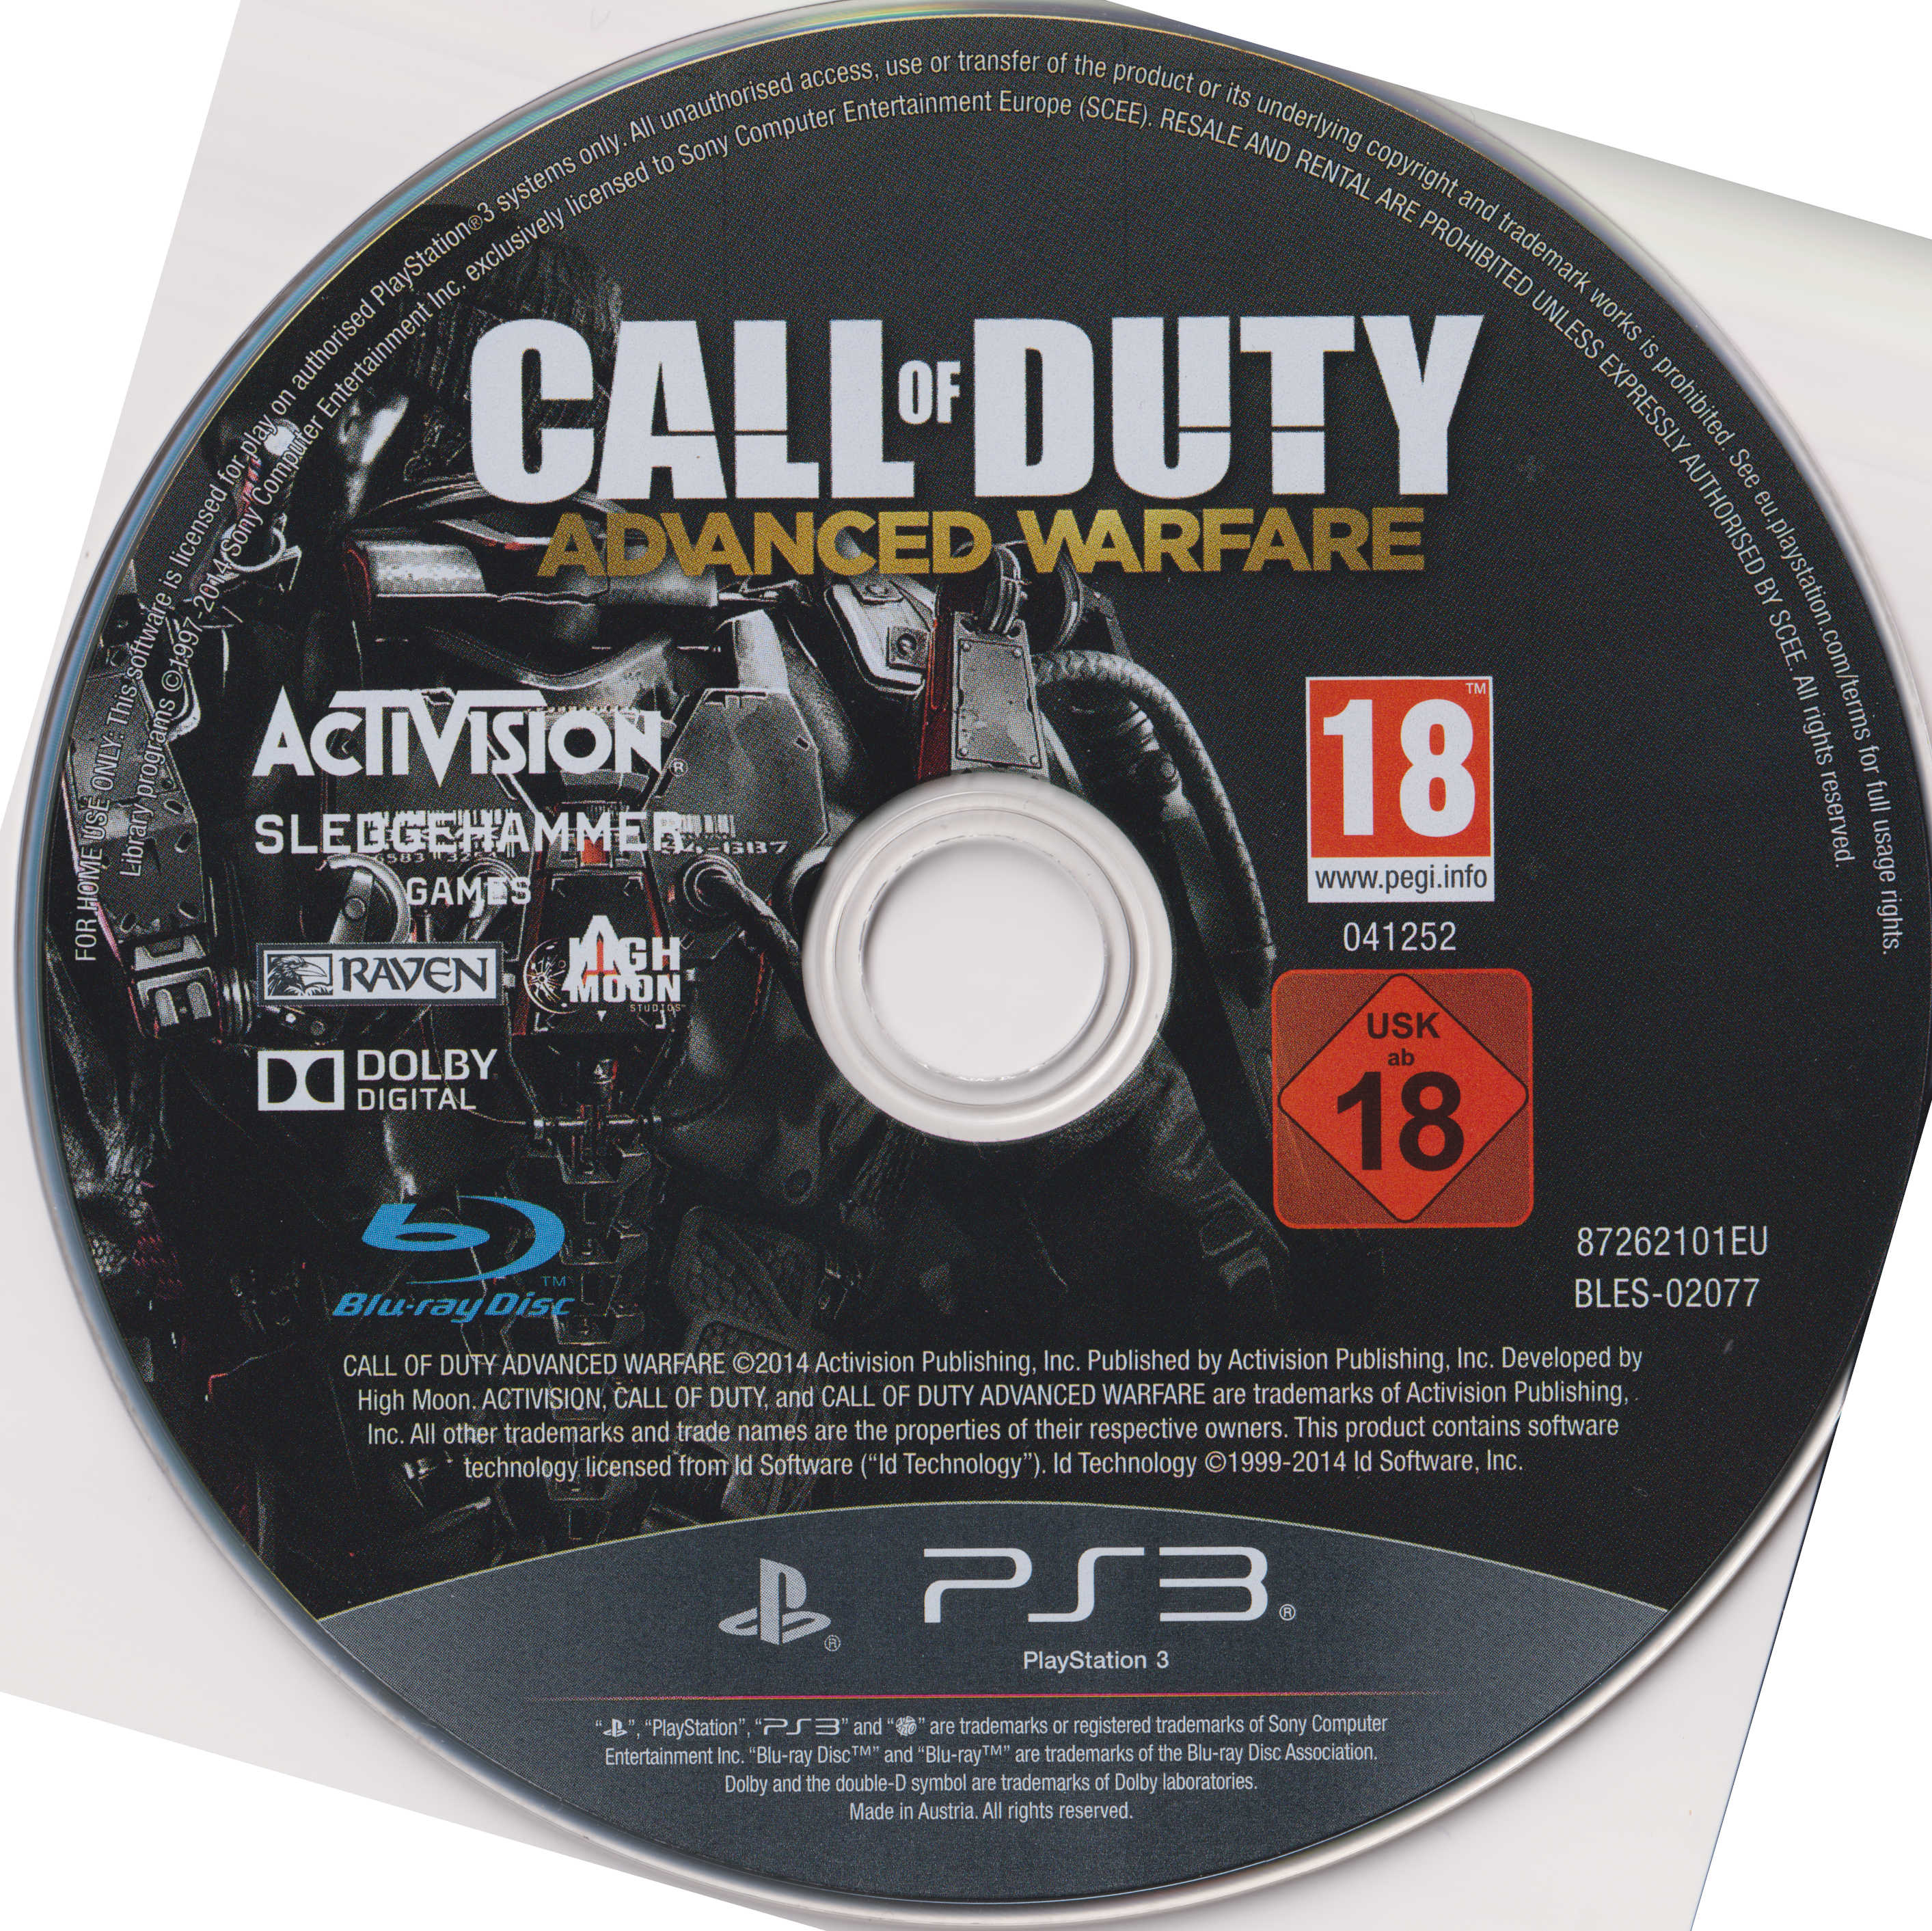 FOR HOME USE ONLY. This software is licensed for play on authorised PlayStation®3 systems only. All unauthorised access, use or transfer of the product or its underlying copyright and trademark works is prohibited. See eu.playstation.com/terms for full usage rights.
Library programs ©1997-2014 Sony Computer Entertainment Inc. exclusively licensed to Sony Computer Entertainment Europe (SCEE). RESALE AND RENTAL ARE PROHIBITED UNLESS EXPRESSLY AUTHORISED BY SCEE. All rights reserved.
CALL OF DUTY
ADVANCED WARFARE
ACTIVISION®
SLEDGEHAMMER
GAMES
RAVEN
HIGH
MOON
STUDIOS
DOLBY
DIGITAL
Blu-ray Disc™
18™
www.pegi.info
041252
USK
ab
18
87262101EU
BLES-02077
CALL OF DUTY ADVANCED WARFARE ©2014 Activision Publishing, Inc. Published by Activision Publishing, Inc. Developed by
High Moon. ACTIVISION, CALL OF DUTY, and CALL OF DUTY ADVANCED WARFARE are trademarks of Activision Publishing,
Inc. All other trademarks and trade names are the properties of their respective owners. This product contains software
technology licensed from Id Software (“Id Technology”). Id Technology ©1999-2014 Id Software, Inc.
PS3®
PlayStation 3
“ ”, “PlayStation”, “PS3” and “ ” are trademarks or registered trademarks of Sony Computer
Entertainment Inc. “Blu-ray Disc™” and “Blu-ray™” are trademarks of the Blu-ray Disc Association.
Dolby and the double-D symbol are trademarks of Dolby laboratories.
Made in Austria. All rights reserved.